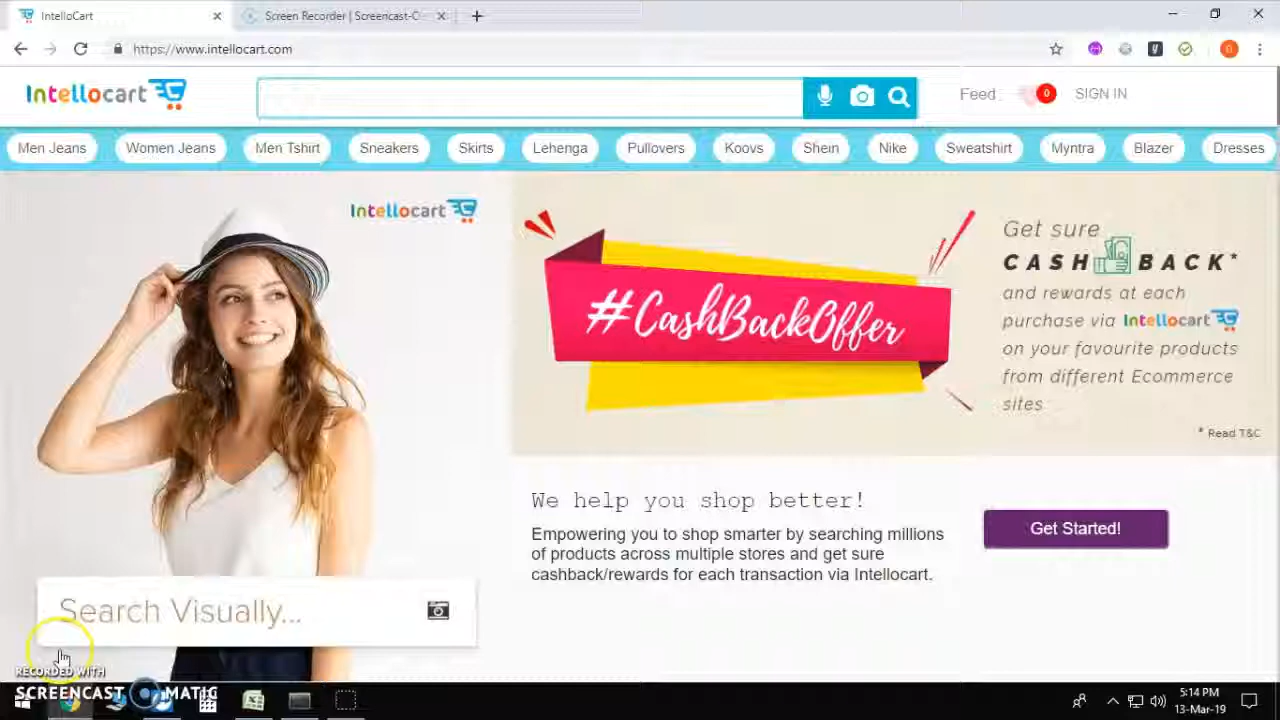 IntelloCart
Screen Recorder | Screencast-O
https://www.intellocart.com
Intellocart
Feed
0
SIGN IN
Men Jeans
Women Jeans
Men Tshirt
Sneakers
Skirts
Lehenga
Pullovers
Koovs
Shein
Nike
Sweatshirt
Myntra
Blazer
Dresses
Intellocart
#CashBackOffer
Get sure
CASH BACK*
and rewards at each
purchase via Intellocart
on your favourite products
from different Ecommerce
sites
* Read T&C
We help you shop better!
Empowering you to shop smarter by searching millions
of products across multiple stores and get sure
cashback/rewards for each transaction via Intellocart.
Get Started!
Search Visually...
RECORDED WITH
SCREENCAST MATIC
5:14 PM
13-Mar-19